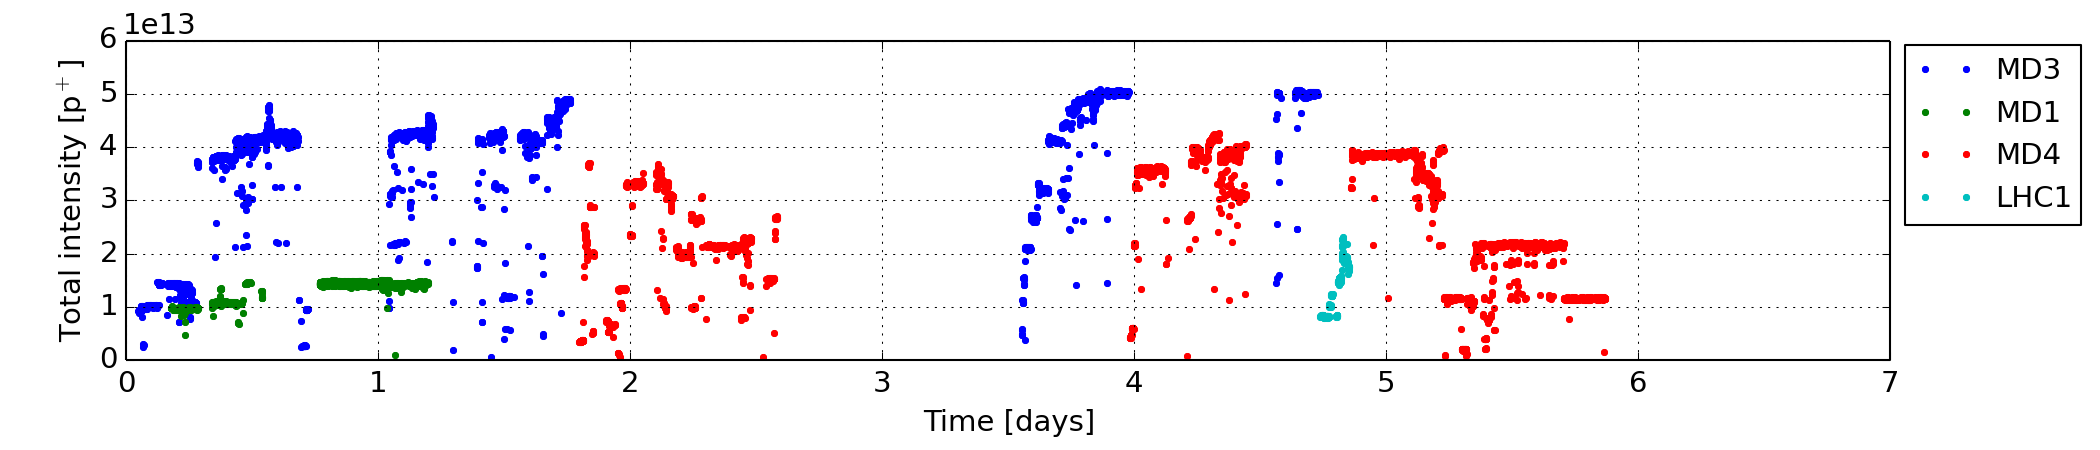 1e13
6
5
4
3
2
1
0
Total intensity [p⁺]
0 1 2 3 4 5 6 7
Time [days]
MD3
MD1
MD4
LHC1